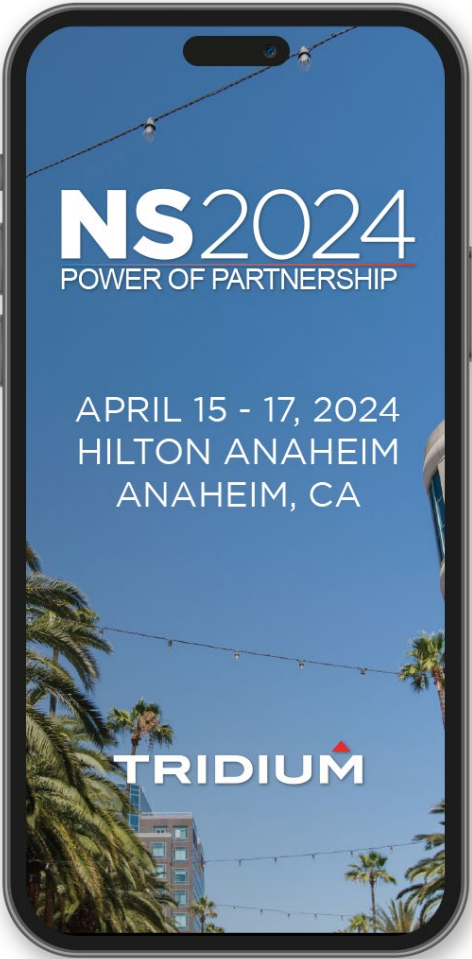 NS2024
POWER OF PARTNERSHIP
APRIL 15 - 17, 2024
HILTON ANAHEIM
ANAHEIM, CA
TRIDIUM